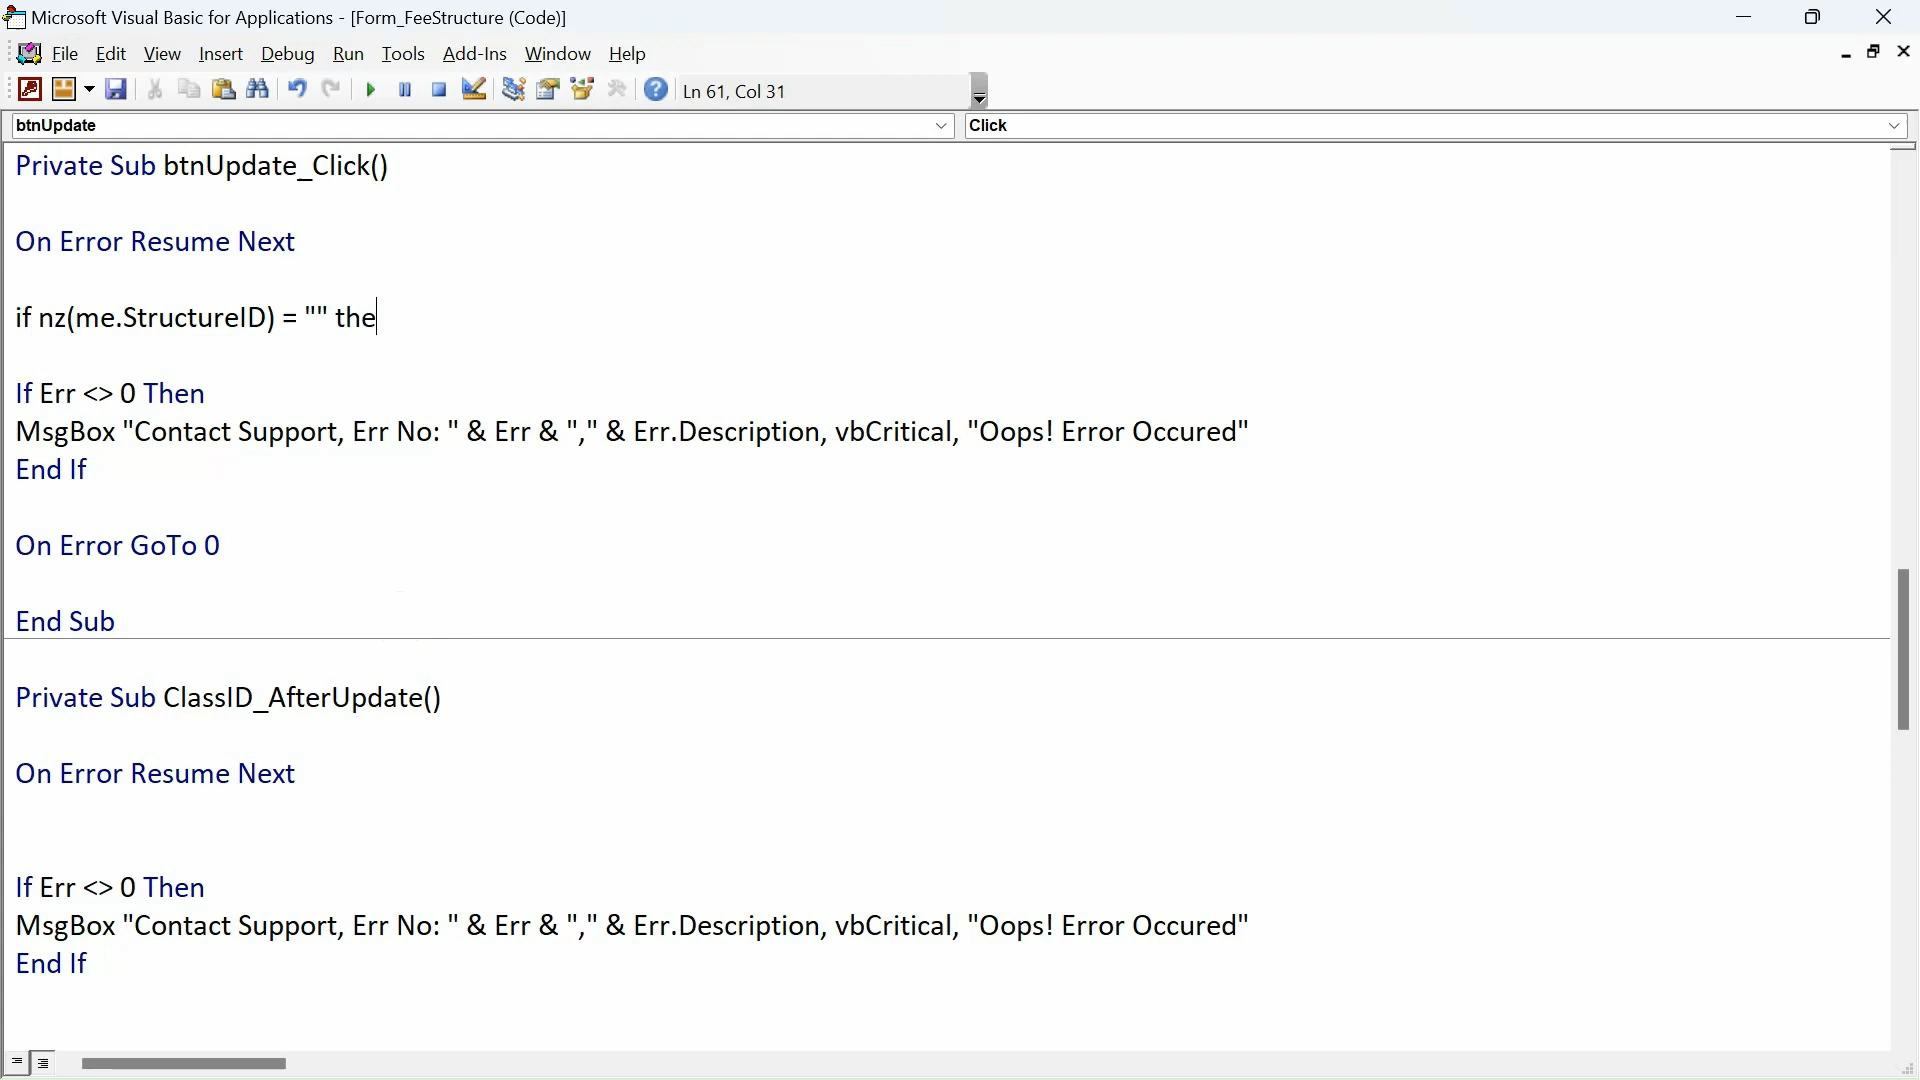 Microsoft Visual Basic for Applications - [Form_FeeStructure (Code)]
File Edit View Insert Debug Run Tools Add-Ins Window Help
Ln 61, Col 31
btnUpdate Click
Private Sub btnUpdate_Click()
On Error Resume Next
if nz(me.StructureID) = "" the
If Err <> 0 Then
MsgBox "Contact Support, Err No: " & Err & "," & Err.Description, vbCritical, "Oops! Error Occured"
End If
On Error GoTo 0
End Sub
Private Sub ClassID_AfterUpdate()
On Error Resume Next
If Err <> 0 Then
MsgBox "Contact Support, Err No: " & Err & "," & Err.Description, vbCritical, "Oops! Error Occured"
End If